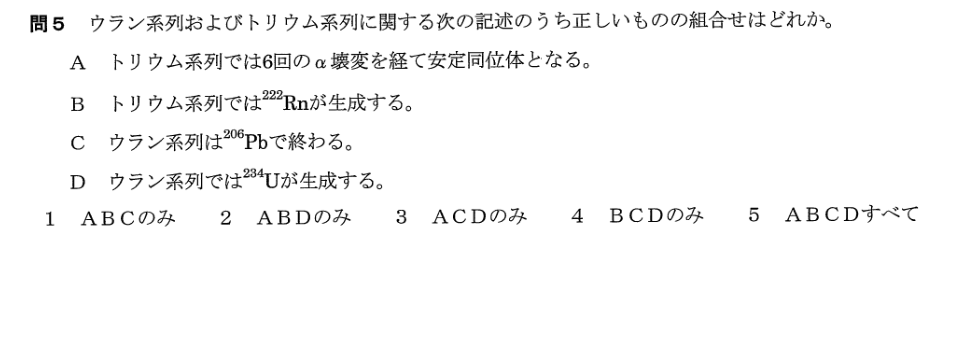 問5 ウラン系列およびトリウム系列に関する次の記述のうち正しいものの組合せはどれか。
A トリウム系列では6回のα壊変を経て安定同位体となる。
B トリウム系列では²²²Rnが生成する。
C ウラン系列は²⁰⁶Pbで終わる。
D ウラン系列では²³⁴Uが生成する。
1 ABCのみ 2 ABDのみ 3 ACDのみ 4 BCDのみ 5 ABCDすべて